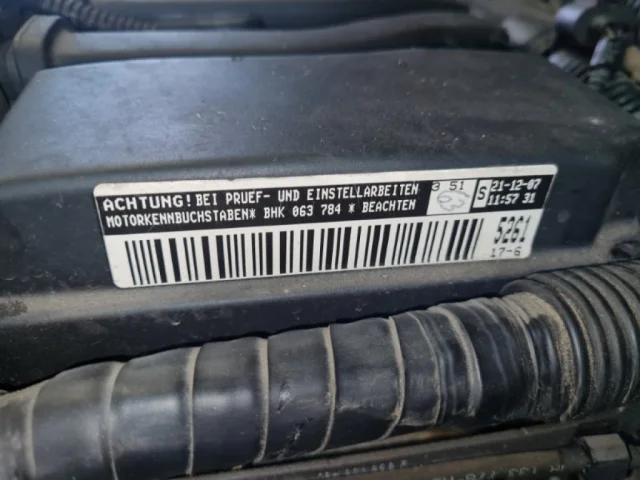 ACHTUNG! BEI PRUEF- UND EINSTELLARBEITEN
MOTORKENNBUCHSTABEN* BHK 063 784 * BEACHTEN
3 51
S
21-12-07
11:57 31
5261
17-6